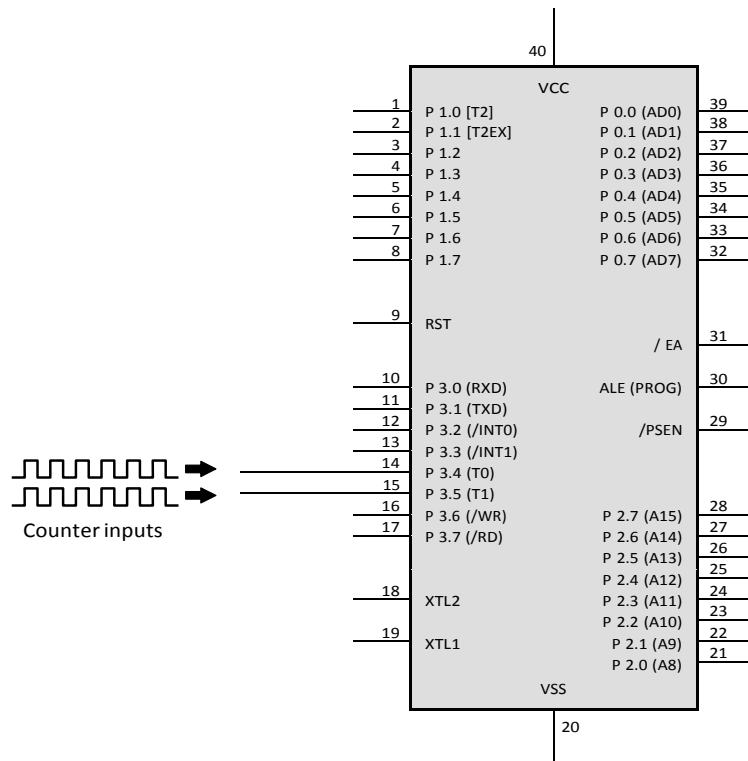 40
VCC
1 P 1.0 [T2] P 0.0 (AD0) 39
2 P 1.1 [T2EX] P 0.1 (AD1) 38
3 P 1.2 P 0.2 (AD2) 37
4 P 1.3 P 0.3 (AD3) 36
5 P 1.4 P 0.4 (AD4) 35
6 P 1.5 P 0.5 (AD5) 34
7 P 1.6 P 0.6 (AD6) 33
8 P 1.7 P 0.7 (AD7) 32
9 RST
/ EA 31
10 P 3.0 (RXD) ALE (PROG) 30
11 P 3.1 (TXD)
12 P 3.2 (/INT0) /PSEN 29
13 P 3.3 (/INT1)
14 P 3.4 (T0)
15 P 3.5 (T1)
16 P 3.6 (/WR) P 2.7 (A15) 28
17 P 3.7 (/RD) P 2.6 (A14) 27
Counter inputs
P 2.5 (A13) 26
P 2.4 (A12) 25
18 XTL2 P 2.3 (A11) 24
P 2.2 (A10) 23
19 XTL1 P 2.1 (A9) 22
P 2.0 (A8) 21
VSS
20